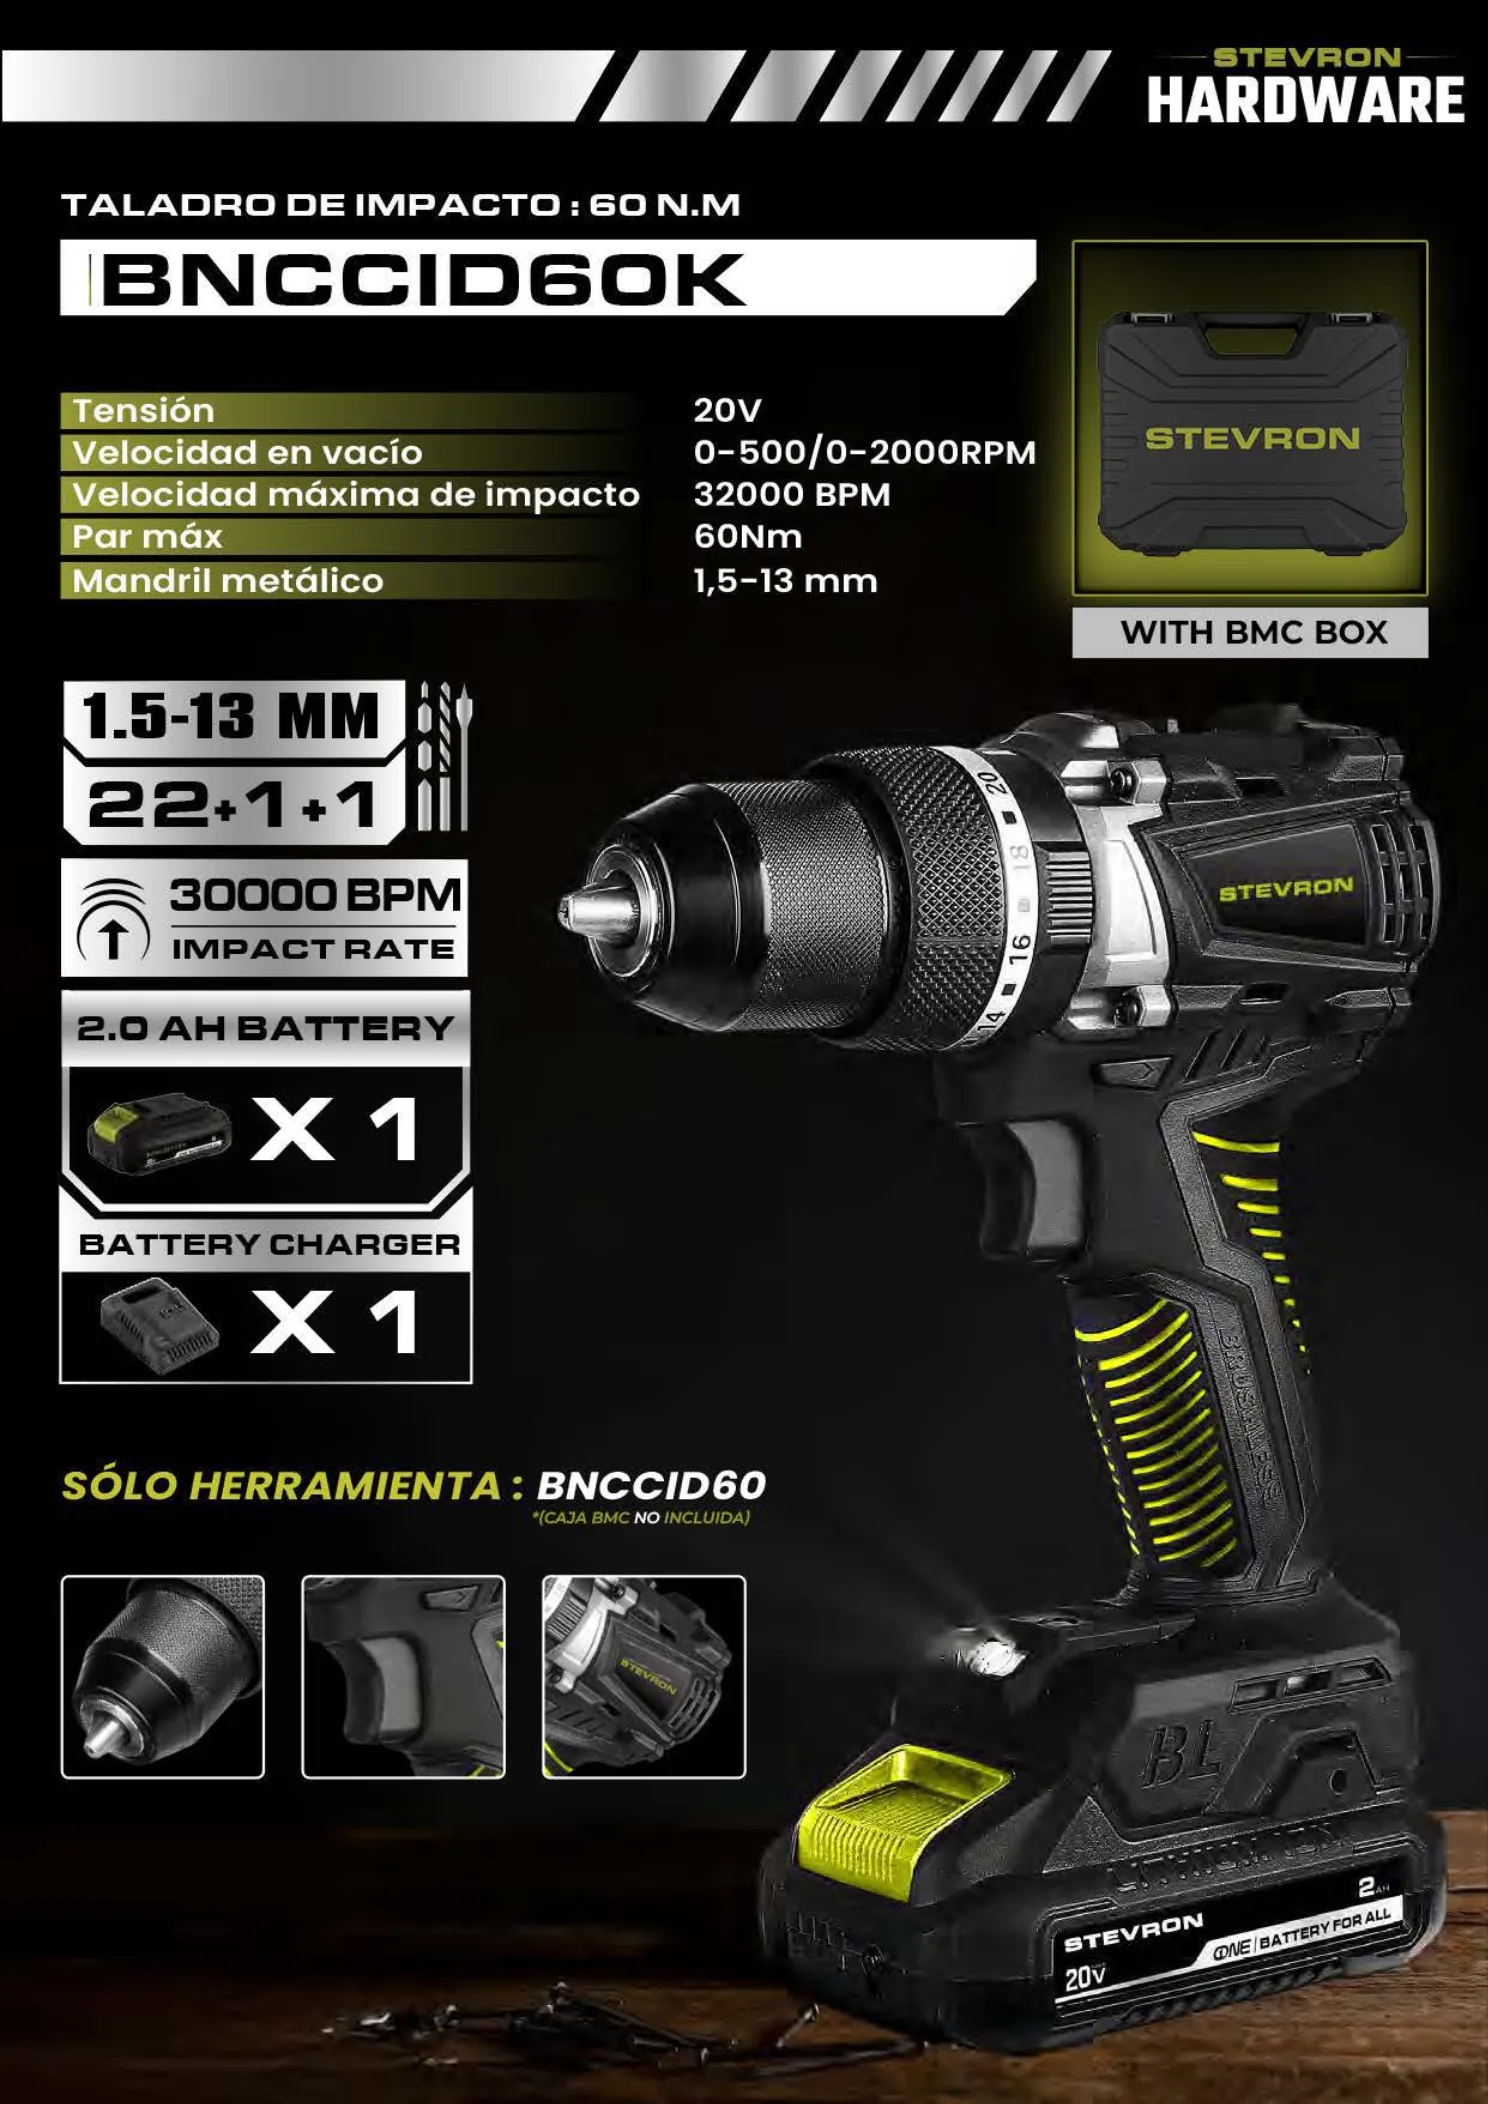 STEVRON
HARDWARE
TALADRO DE IMPACTO : 60 N.M
BNCCID60K
Tensión 20V
Velocidad en vacío 0-500/0-2000RPM
Velocidad máxima de impacto 32000 BPM
Par máx 60Nm
Mandril metálico 1,5-13 mm
STEVRON
WITH BMC BOX
1.5-13 MM
22+1+1
30000 BPM
IMPACT RATE
2.0 AH BATTERY
X 1
BATTERY CHARGER
X 1
20
18
16
14
STEVRON
BRUSHLESS
SÓLO HERRAMIENTA : BNCCID60
*(CAJA BMC NO INCLUIDA)
STEVRON
BL
LITHIUM ION
STEVRON
2AH
20V
ONE | BATTERY FOR ALL